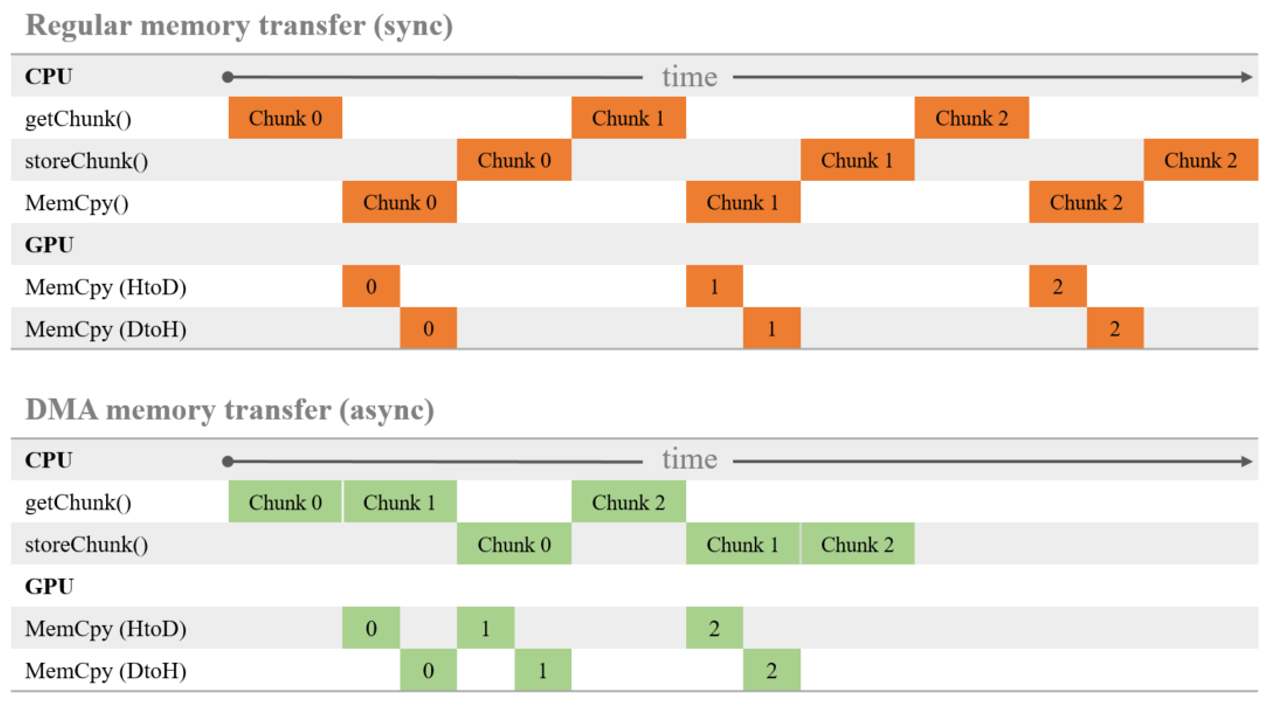 Regular memory transfer (sync)
CPU time
getChunk() Chunk 0 Chunk 1 Chunk 2
storeChunk() Chunk 0 Chunk 1 Chunk 2
MemCpy() Chunk 0 Chunk 1 Chunk 2
GPU
MemCpy (HtoD) 0 1 2
MemCpy (DtoH) 0 1 2
DMA memory transfer (async)
CPU time
getChunk() Chunk 0 Chunk 1 Chunk 2
storeChunk() Chunk 0 Chunk 1 Chunk 2
GPU
MemCpy (HtoD) 0 1 2
MemCpy (DtoH) 0 1 2